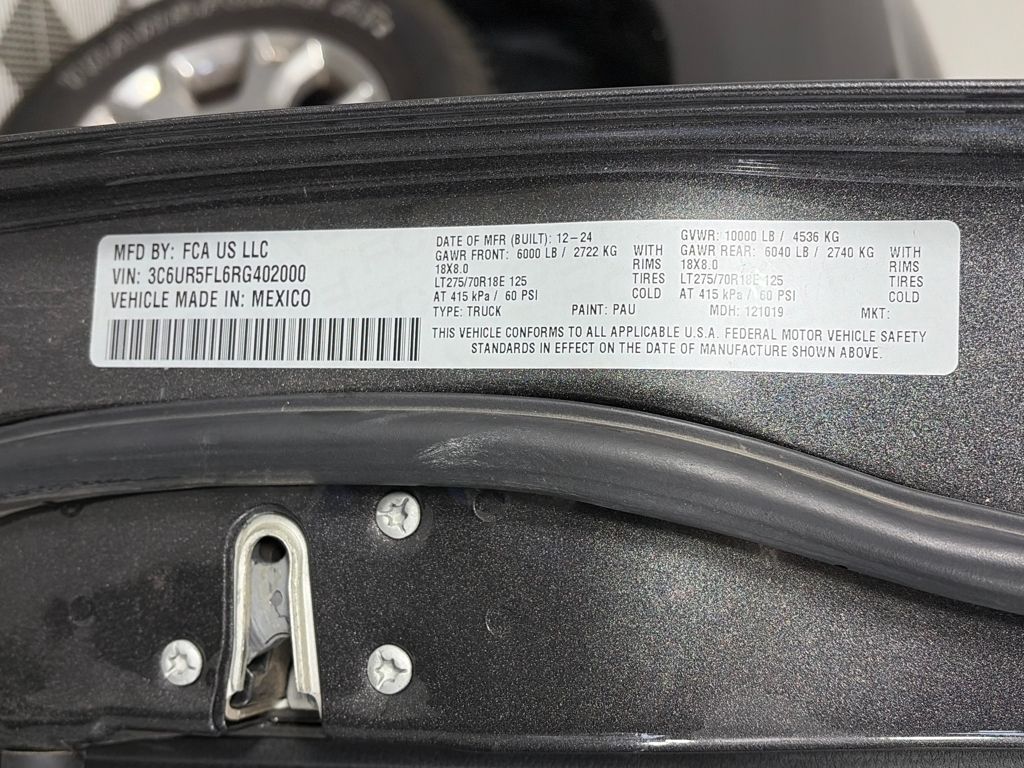 TRANSFORCE AT
MFD BY: FCA US LLC
VIN: 3C6UR5FL6RG402000
VEHICLE MADE IN: MEXICO
DATE OF MFR (BUILT): 12-24
GAWR FRONT: 6000 LB / 2722 KG WITH
18X8.0 RIMS
LT275/70R18E 125 TIRES
AT 415 kPa / 60 PSI COLD
TYPE: TRUCK PAINT: PAU
GVWR: 10000 LB / 4536 KG
GAWR REAR: 6040 LB / 2740 KG WITH
18X8.0 RIMS
LT275/70R18E 125 TIRES
AT 415 kPa / 60 PSI COLD
MDH: 121019 MKT:
THIS VEHICLE CONFORMS TO ALL APPLICABLE U.S.A. FEDERAL MOTOR VEHICLE SAFETY
STANDARDS IN EFFECT ON THE DATE OF MANUFACTURE SHOWN ABOVE.